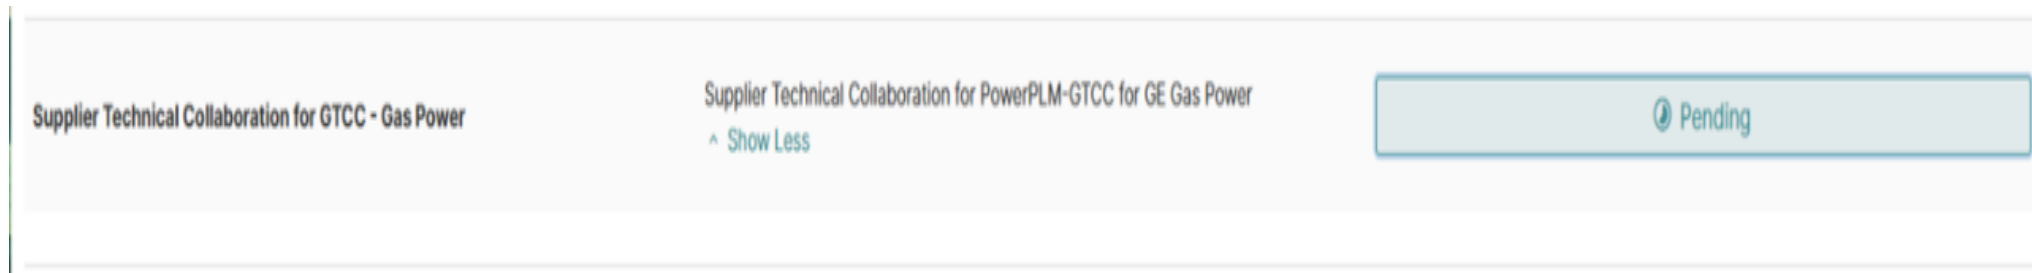 Supplier Technical Collaboration for GTCC - Gas Power
Supplier Technical Collaboration for PowerPLM-GTCC for GE Gas Power
^ Show Less
Pending